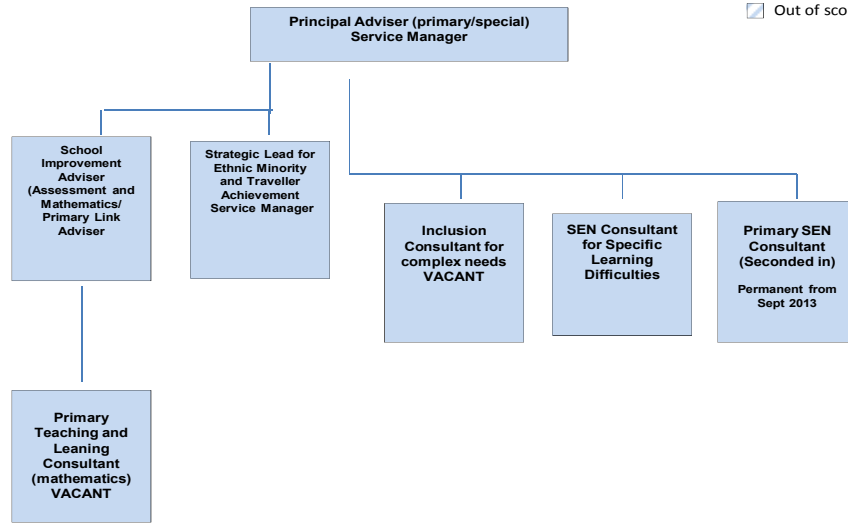 Out of sco
Principal Adviser (primary/special)
Service Manager
School
Improvement
Adviser
(Assessment and
Mathematics/
Primary Link
Adviser
Strategic Lead for
Ethnic Minority
and Traveller
Achievement
Service Manager
Inclusion
Consultant for
complex needs
VACANT
SEN Consultant
for Specific
Learning
Difficulties
Primary SEN
Consultant
(Seconded in)
Permanent from
Sept 2013
Primary
Teaching and
Leaning
Consultant
(mathematics)
VACANT